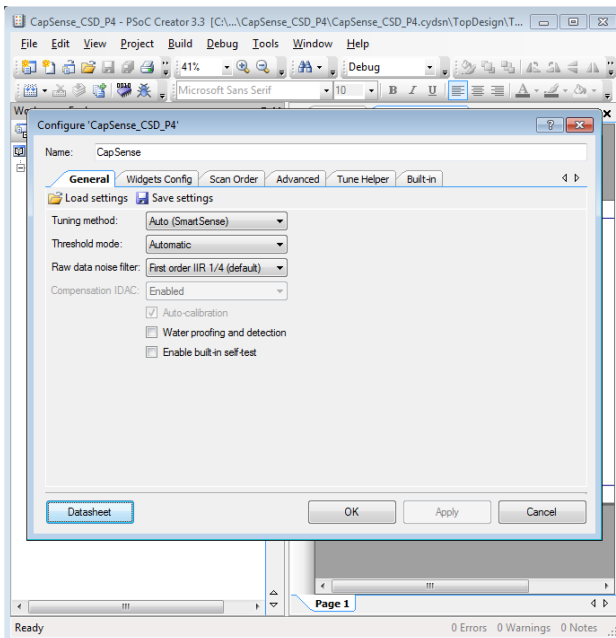 CapSense_CSD_P4 - PSoC Creator 3.3 [C:\...\CapSense_CSD_P4\CapSense_CSD_P4.cydsn\TopDesign\T...
File Edit View Project Build Debug Tools Window Help
41% Debug
Microsoft Sans Serif 10 B I U A
Configure 'CapSense_CSD_P4'
Name: CapSense
General Widgets Config Scan Order Advanced Tune Helper Built-in
Load settings Save settings
Tuning method: Auto (SmartSense)
Threshold mode: Automatic
Raw data noise filter: First order IIR 1/4 (default)
Compensation IDAC: Enabled
Auto-calibration
Water proofing and detection
Enable built-in self-test
Datasheet OK Apply Cancel
Page 1
Ready 0 Errors 0 Warnings 0 Notes